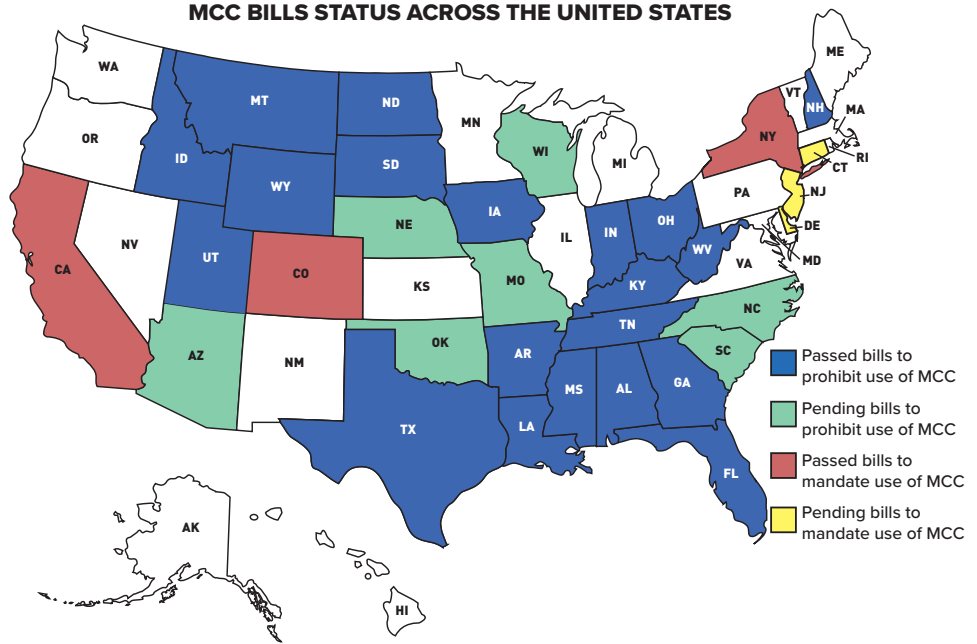 MCC BILLS STATUS ACROSS THE UNITED STATES
WA
ME
MT
ND
VT
NH
MA
MN
OR
NY
WI
ID
SD
MI
RI
CT
WY
PA
NJ
IA
NE
OH
DE
NV
IL
IN
UT
WV
MD
CA
CO
VA
KS
MO
KY
NC
TN
OK
SC
AZ
AR
NM
GA
MS
AL
TX
LA
FL
AK
HI
Passed bills to
prohibit use of MCC
Pending bills to
prohibit use of MCC
Passed bills to
mandate use of MCC
Pending bills to
mandate use of MCC